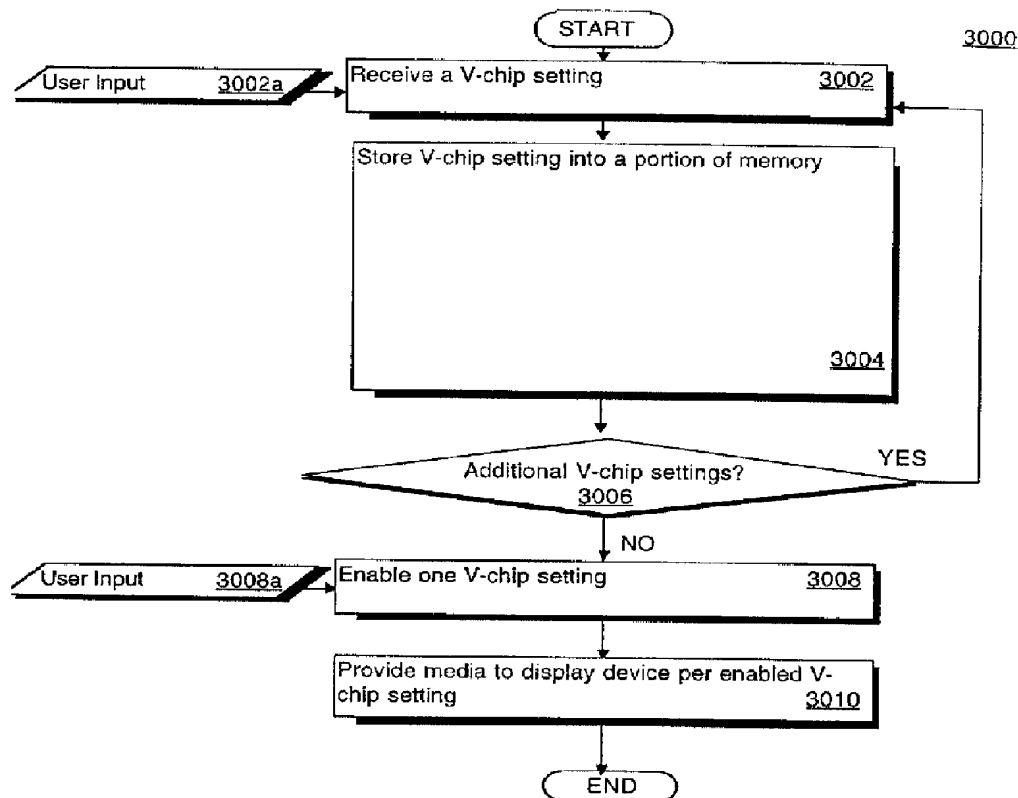 START
3000
User Input 3002a
Receive a V-chip setting 3002
Store V-chip setting into a portion of memory
3004
Additional V-chip settings?
3006
YES
NO
User Input 3008a
Enable one V-chip setting 3008
Provide media to display device per enabled V-
chip setting 3010
END